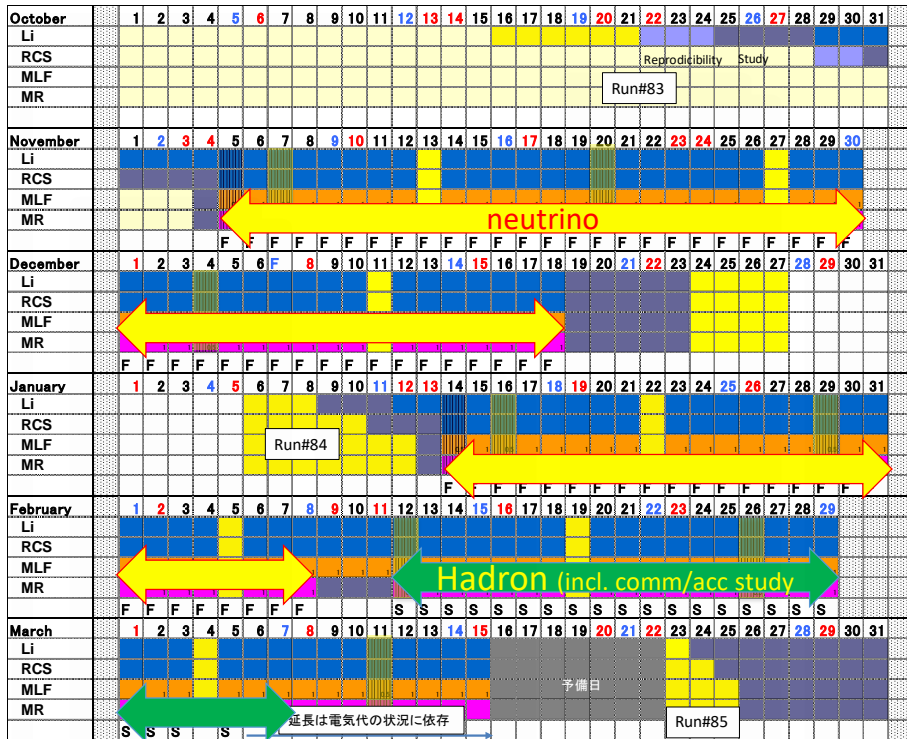 October 1 2 3 4 5 6 7 8 9 10 11 12 13 14 15 16 17 18 19 20 21 22 23 24 25 26 27 28 29 30 31
Li
RCS Reprodicibility Study
MLF
Run#83
MR
November 1 2 3 4 5 6 7 8 9 10 11 12 13 14 15 16 17 18 19 20 21 22 23 24 25 26 27 28 29 30
Li
RCS
MLF
MR neutrino
F F F F F F F F F F F F F F F F F F F F F F F F F F
December 1 2 3 4 5 6 F 8 9 10 11 12 13 14 15 16 17 18 19 20 21 22 23 24 25 26 27 28 29 30 31
Li
RCS
MLF
MR
F F F F F F F F F F F F F F F F F F
January 1 2 3 4 5 6 7 8 9 10 11 12 13 14 15 16 17 18 19 20 21 22 23 24 25 26 27 28 29 30 31
Li
RCS
MLF Run#84
MR
F F F F F F F F F F F F F F F F F
February 1 2 3 4 5 6 7 8 9 10 11 12 13 14 15 16 17 18 19 20 21 22 23 24 25 26 27 28 29
Li
RCS
MLF
MR Hadron (incl. comm/acc study
F F F F F F F F S S S S S S S S S S S S S S S S S S
March 1 2 3 4 5 6 7 8 9 10 11 12 13 14 15 16 17 18 19 20 21 22 23 24 25 26 27 28 29 30 31
Li
RCS
MLF 予備日
MR 延長は電気代の状況に依存 Run#85
S S S S